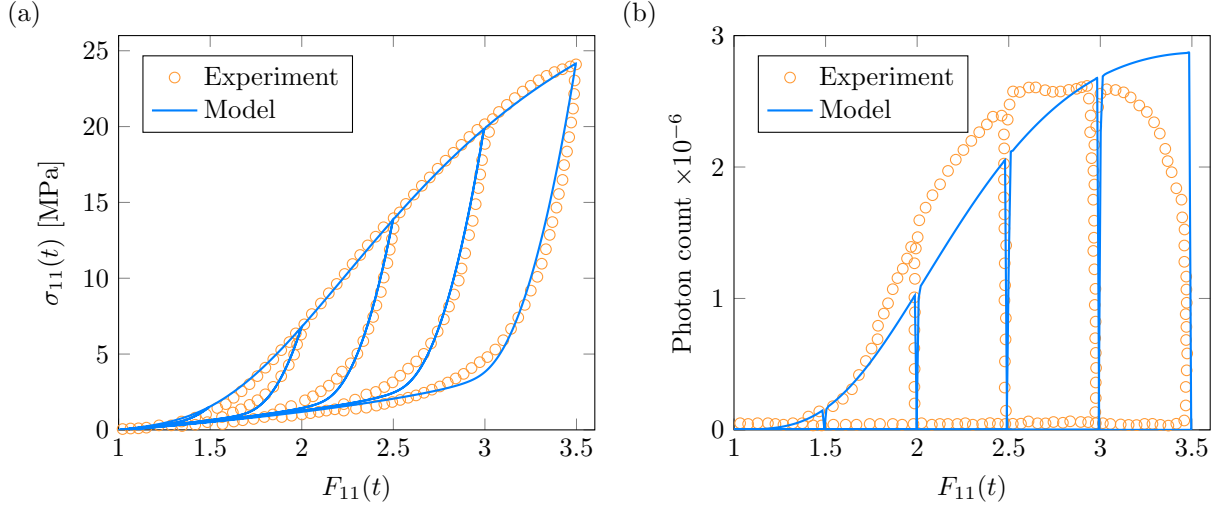 (a)
σ₁₁(t) [MPa]
25
20
15
10
5
0
Experiment
Model
1 1.5 2 2.5 3 3.5
F₁₁(t)
(b)
Photon count ×10⁻⁶
3
2
1
0
Experiment
Model
1 1.5 2 2.5 3 3.5
F₁₁(t)